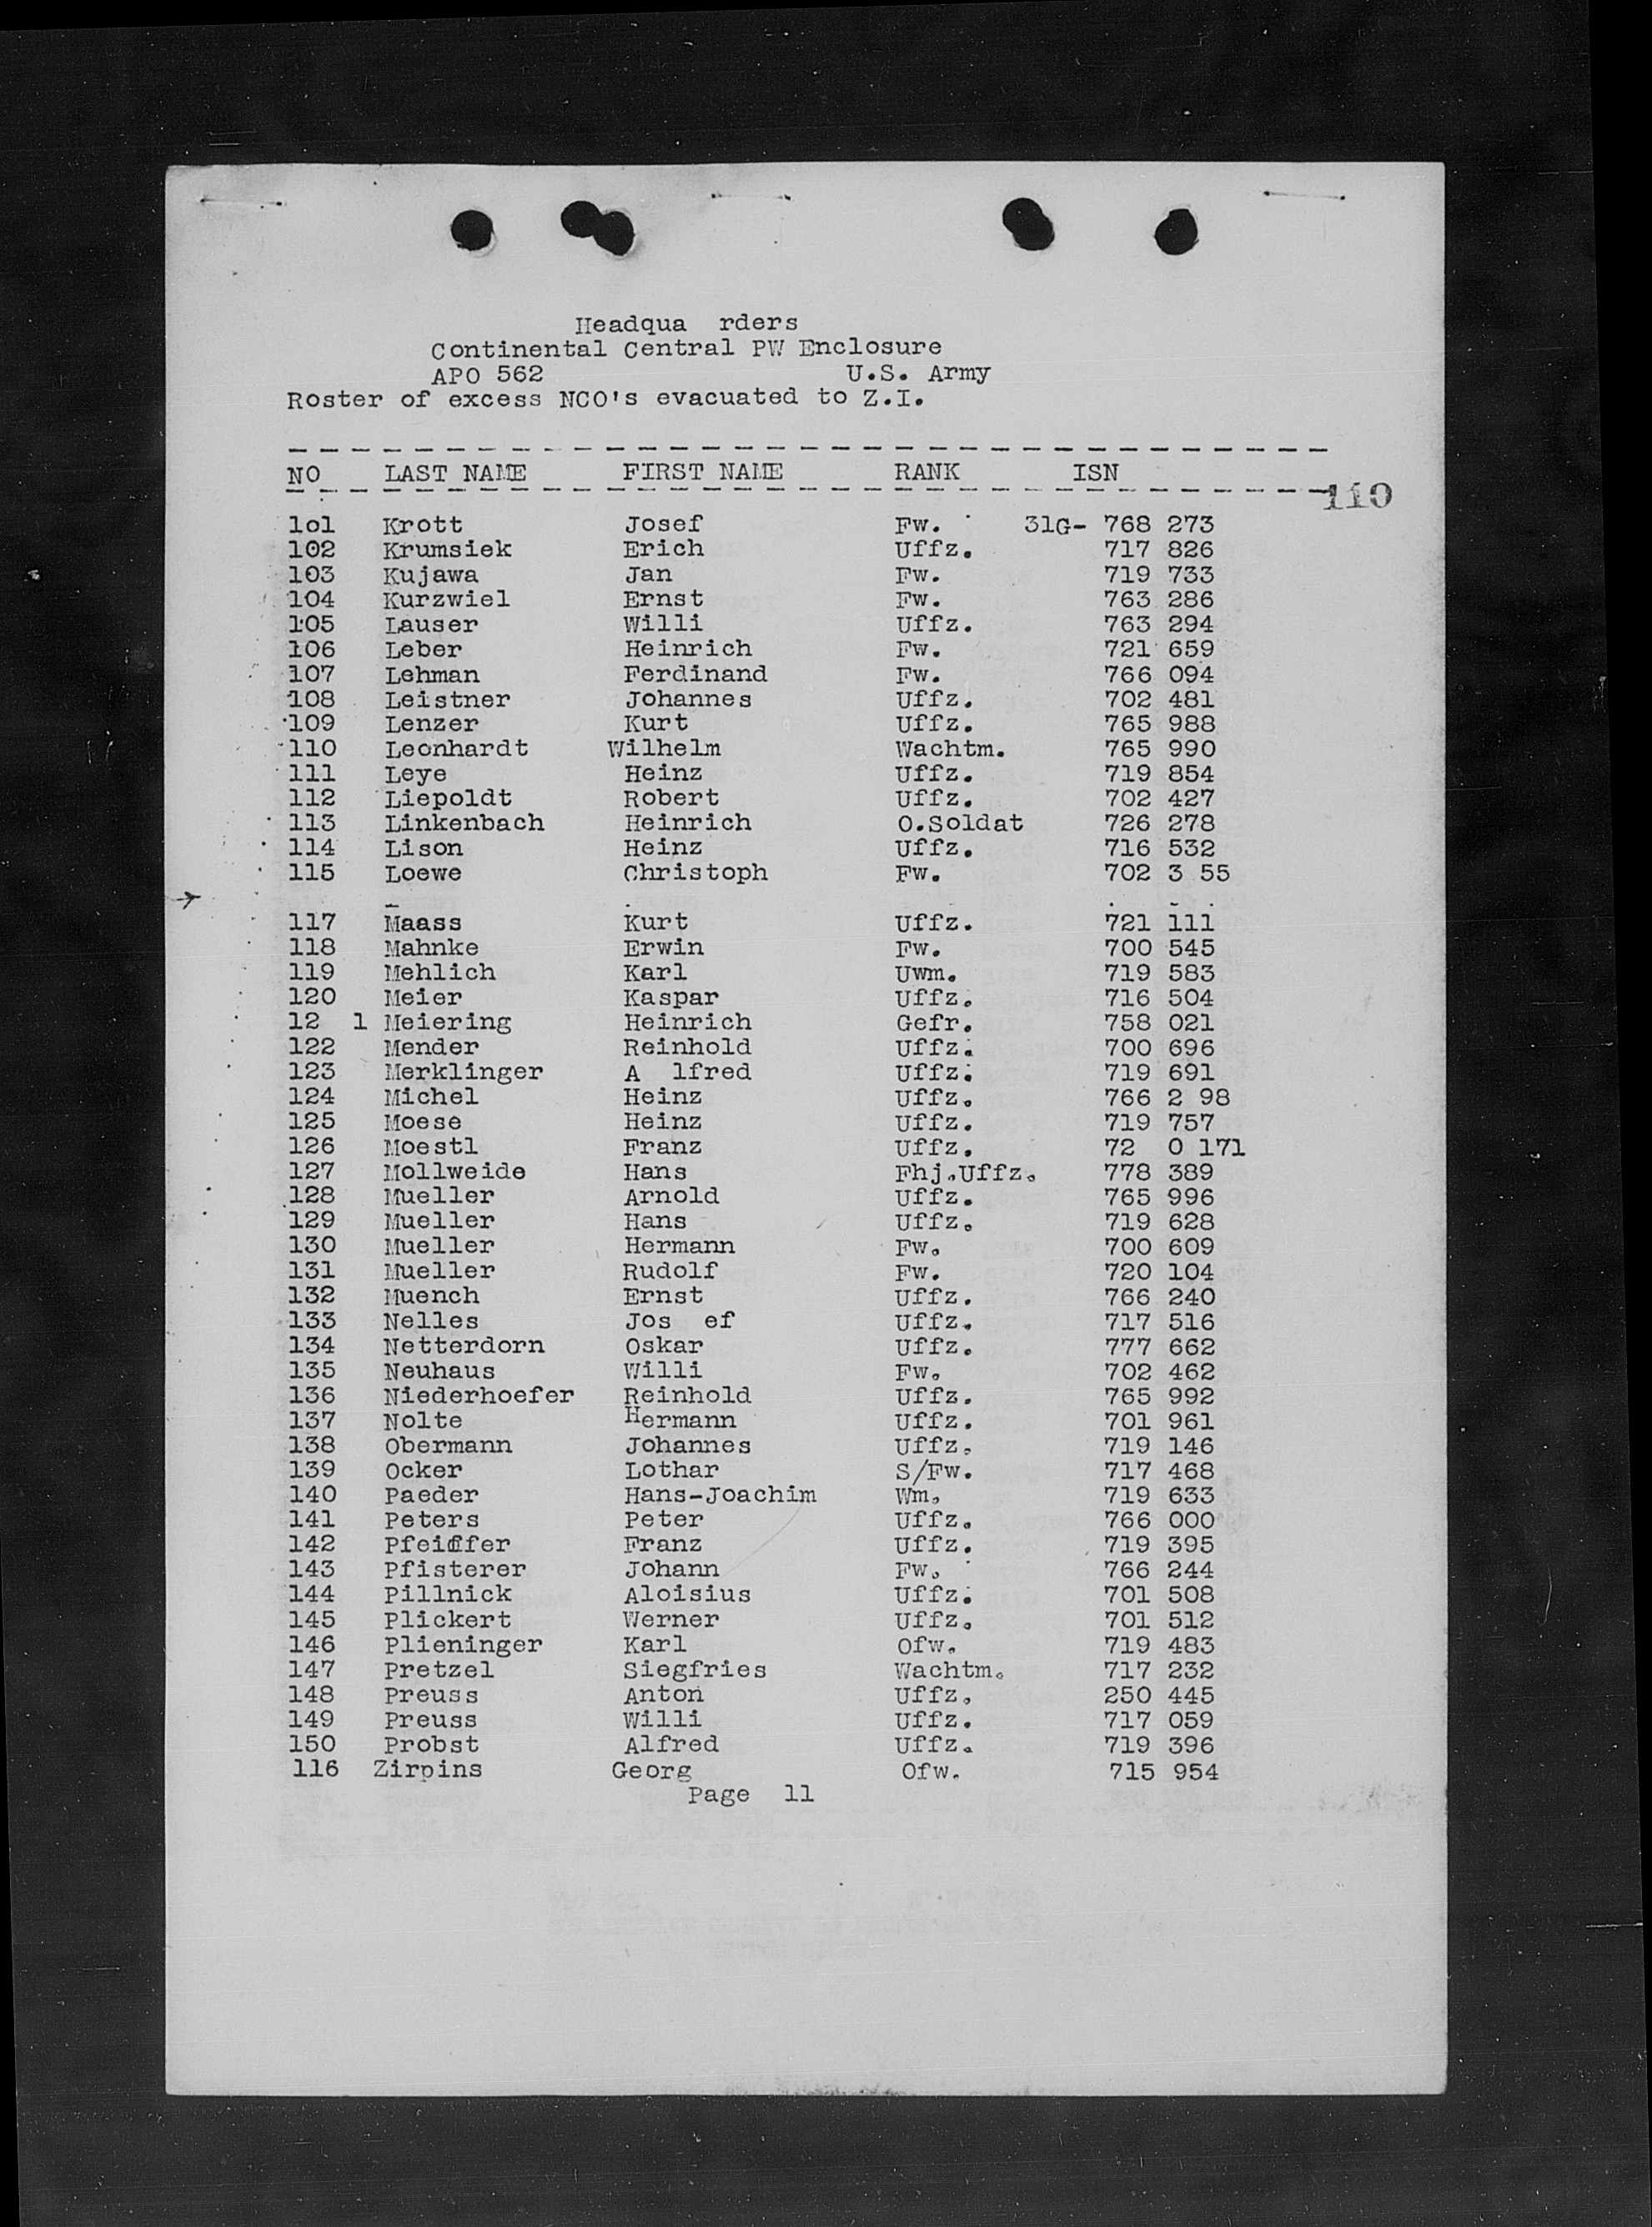 Headqua rders
Continental Central PW Enclosure
APO 562 U.S. Army
Roster of excess NCO's evacuated to Z.I.
NO LAST NAME FIRST NAME RANK ISN
110
1o1 Krott Josef Fw. 31G- 768 273
102 Krumsiek Erich Uffz. 717 826
103 Kujawa Jan Fw. 719 733
104 Kurzwiel Ernst Fw. 763 286
105 Lauser Willi Uffz. 763 294
106 Leber Heinrich Fw. 721 659
107 Lehman Ferdinand Fw. 766 094
108 Leistner Johannes Uffz. 702 481
109 Lenzer Kurt Uffz. 765 988
110 Leonhardt Wilhelm Wachtm. 765 990
111 Leye Heinz Uffz. 719 854
112 Liepoldt Robert Uffz. 702 427
113 Linkenbach Heinrich O.Soldat 726 278
114 Lison Heinz Uffz. 716 532
115 Loewe Christoph Fw. 702 3 55
117 Maass Kurt Uffz. 721 111
118 Mahnke Erwin Fw. 700 545
119 Mehlich Karl Uwm. 719 583
120 Meier Kaspar Uffz. 716 504
12 1 Meiering Heinrich Gefr. 758 021
122 Mender Reinhold Uffz. 700 696
123 Merklinger A lfred Uffz. 719 691
124 Michel Heinz Uffz. 766 2 98
125 Moese Heinz Uffz. 719 757
126 Moestl Franz Uffz. 72 0 171
127 Mollweide Hans Fhj.Uffz. 778 389
128 Mueller Arnold Uffz. 765 996
129 Mueller Hans Uffz. 719 628
130 Mueller Hermann Fw. 700 609
131 Mueller Rudolf Fw. 720 104
132 Muench Ernst Uffz. 766 240
133 Nelles Jos ef Uffz. 717 516
134 Netterdorn Oskar Uffz. 777 662
135 Neuhaus Willi Fw. 702 462
136 Niederhoefer Reinhold Uffz. 765 992
137 Nolte Hermann Uffz. 701 961
138 Obermann Johannes Uffz. 719 146
139 Ocker Lothar S/Fw. 717 468
140 Paeder Hans-Joachim Wm. 719 633
141 Peters Peter Uffz. 766 000
142 Pfeiffer Franz Uffz. 719 395
143 Pfisterer Johann Fw. 766 244
144 Pillnick Aloisius Uffz. 701 508
145 Plickert Werner Uffz. 701 512
146 Plieninger Karl Ofw. 719 483
147 Pretzel Siegfries Wachtm. 717 232
148 Preuss Anton Uffz. 250 445
149 Preuss Willi Uffz. 717 059
150 Probst Alfred Uffz. 719 396
116 Zirpins Georg Ofw. 715 954
Page 11